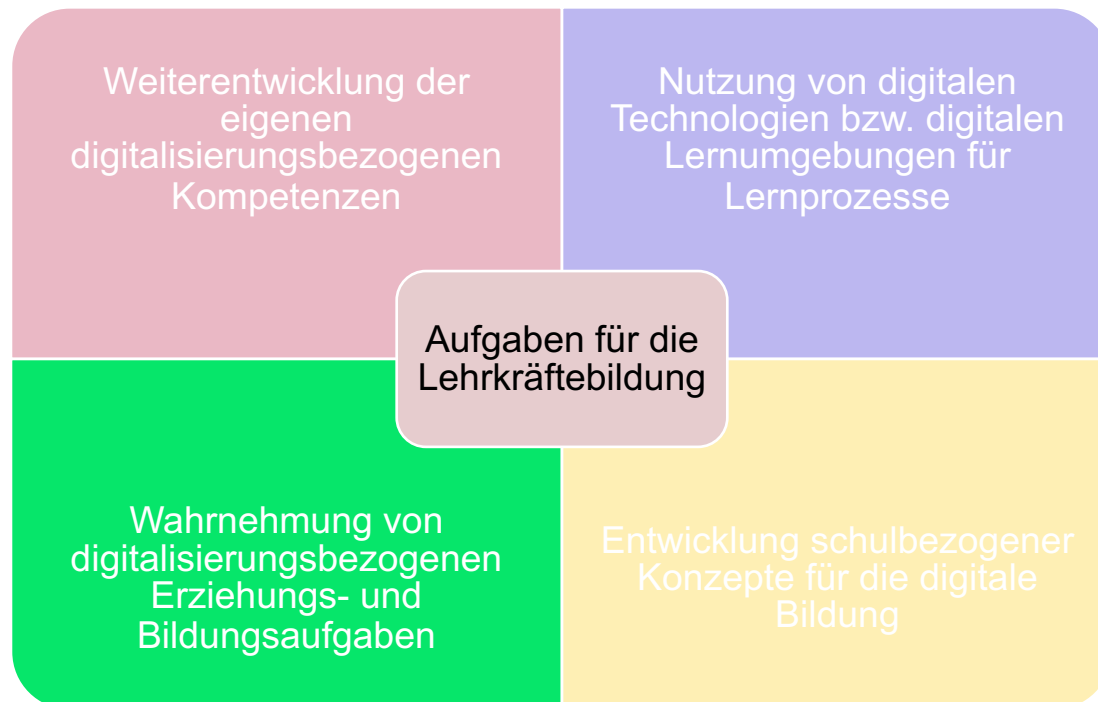 Weiterentwicklung der
eigenen
digitalisierungsbezogenen
Kompetenzen
Nutzung von digitalen
Technologien bzw. digitalen
Lernumgebungen für
Lernprozesse
Aufgaben für die
Lehrkräftebildung
Wahrnehmung von
digitalisierungsbezogenen
Erziehungs- und
Bildungsaufgaben
Entwicklung schulbezogener
Konzepte für die digitale
Bildung